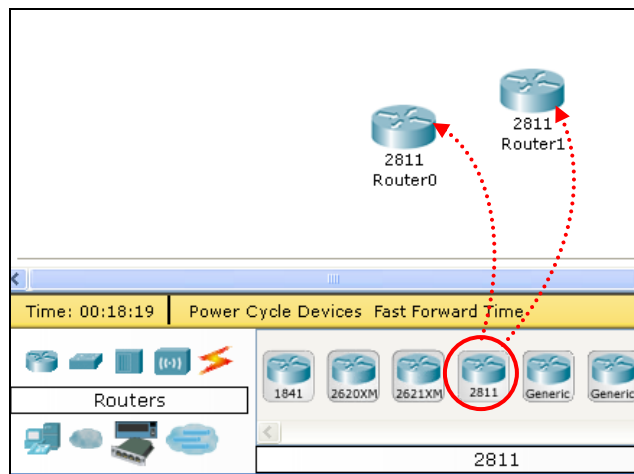 2811
Router1
2811
Router0
Time: 00:18:19 Power Cycle Devices Fast Forward Time
1841 2620XM 2621XM 2811 Generic Generic
Routers
2811